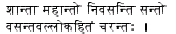 शान्ता महान्तो निवसन्ति सन्तो
वसन्तवल्लोकहितं चरन्तः ।